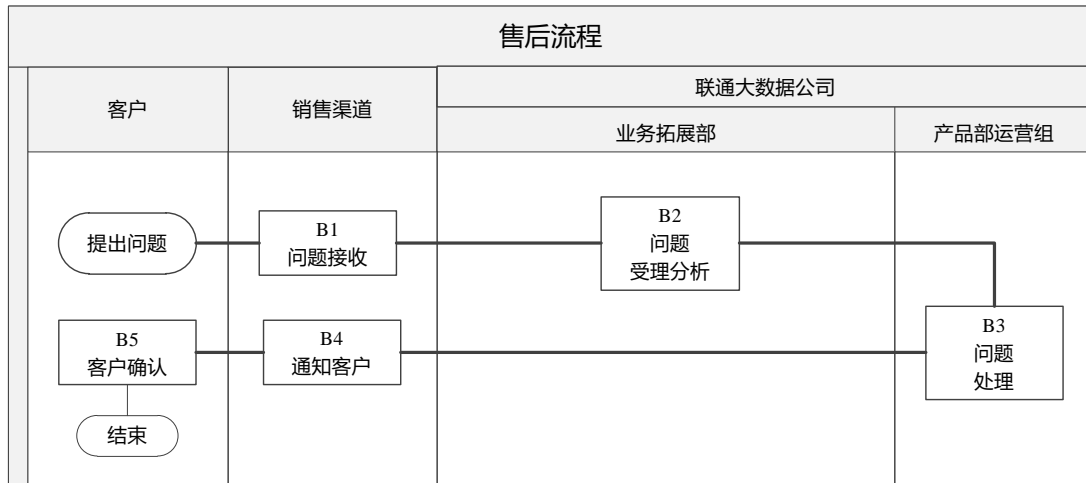 售后流程
客户
销售渠道
联通大数据公司
业务拓展部
产品部运营组
提出问题
B1
问题接收
B2
问题
受理分析
B3
问题
处理
B4
通知客户
B5
客户确认
结束